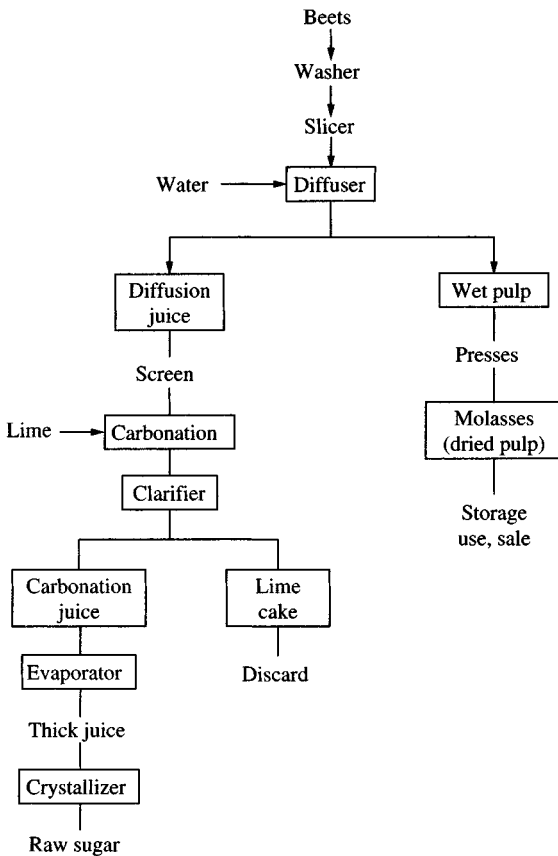 Beets
Washer
Slicer
Water
Diffuser
Diffusion
juice
Wet pulp
Screen
Presses
Lime
Carbonation
Molasses
(dried pulp)
Clarifier
Storage
use, sale
Carbonation
juice
Lime
cake
Evaporator
Discard
Thick juice
Crystallizer
Raw sugar